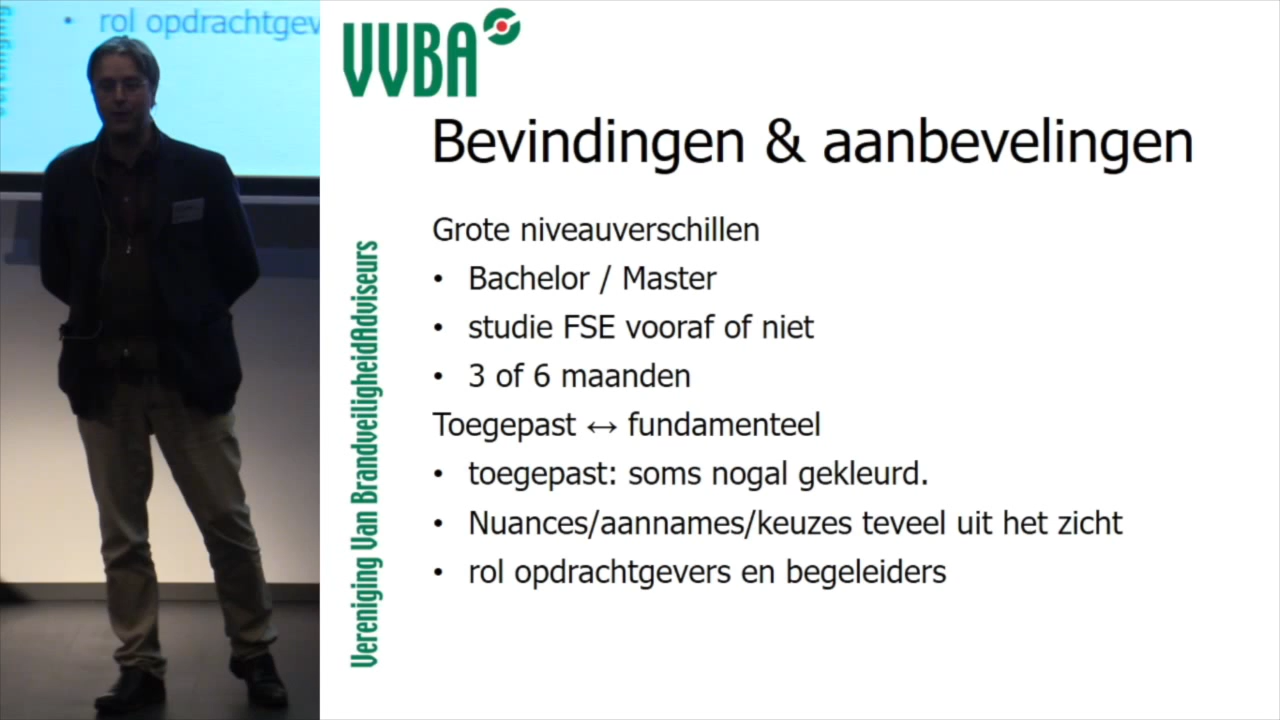 • rol opdrachtgev
VVBA
Bevindingen & aanbevelingen
Grote niveauverschillen
• Bachelor / Master
• studie FSE vooraf of niet
• 3 of 6 maanden
Toegepast ↔ fundamenteel
• toegepast: soms nogal gekleurd.
• Nuances/aannames/keuzes teveel uit het zicht
• rol opdrachtgevers en begeleiders
Vereniging Van BrandveiligheidAdviseurs